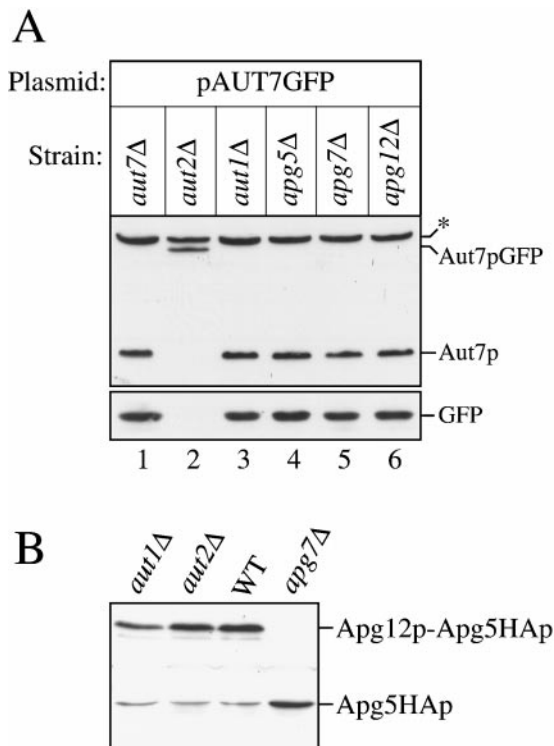 A
Plasmid: pAUT7GFP
Strain: aut7Δ aut2Δ aut1Δ apg5Δ apg7Δ apg12Δ
*
Aut7pGFP
Aut7p
GFP
1 2 3 4 5 6
B
aut1Δ aut2Δ WT apg7Δ
Apg12p-Apg5HAp
Apg5HAp